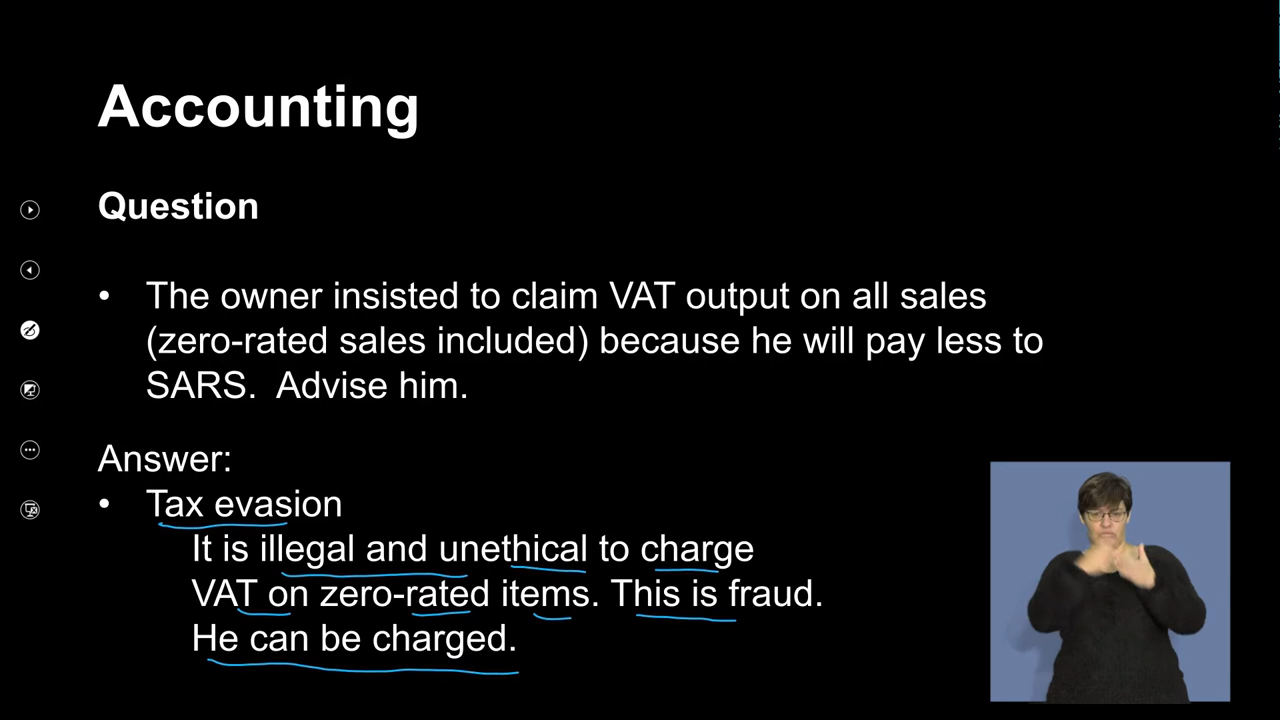 Accounting
Question
• The owner insisted to claim VAT output on all sales
(zero-rated sales included) because he will pay less to
SARS.  Advise him.
Answer:
• Tax evasion
It is illegal and unethical to charge
VAT on zero-rated items. This is fraud.
He can be charged.